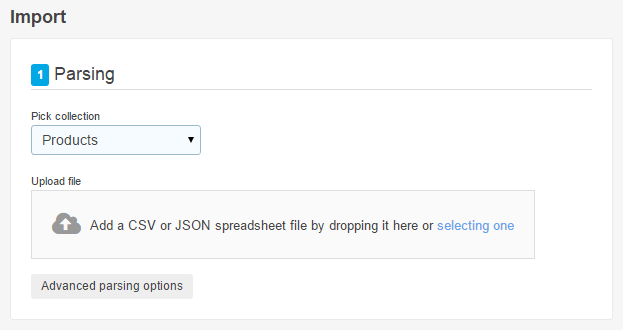 Import
1 Parsing
Pick collection
Products
Upload file
Add a CSV or JSON spreadsheet file by dropping it here or selecting one
Advanced parsing options